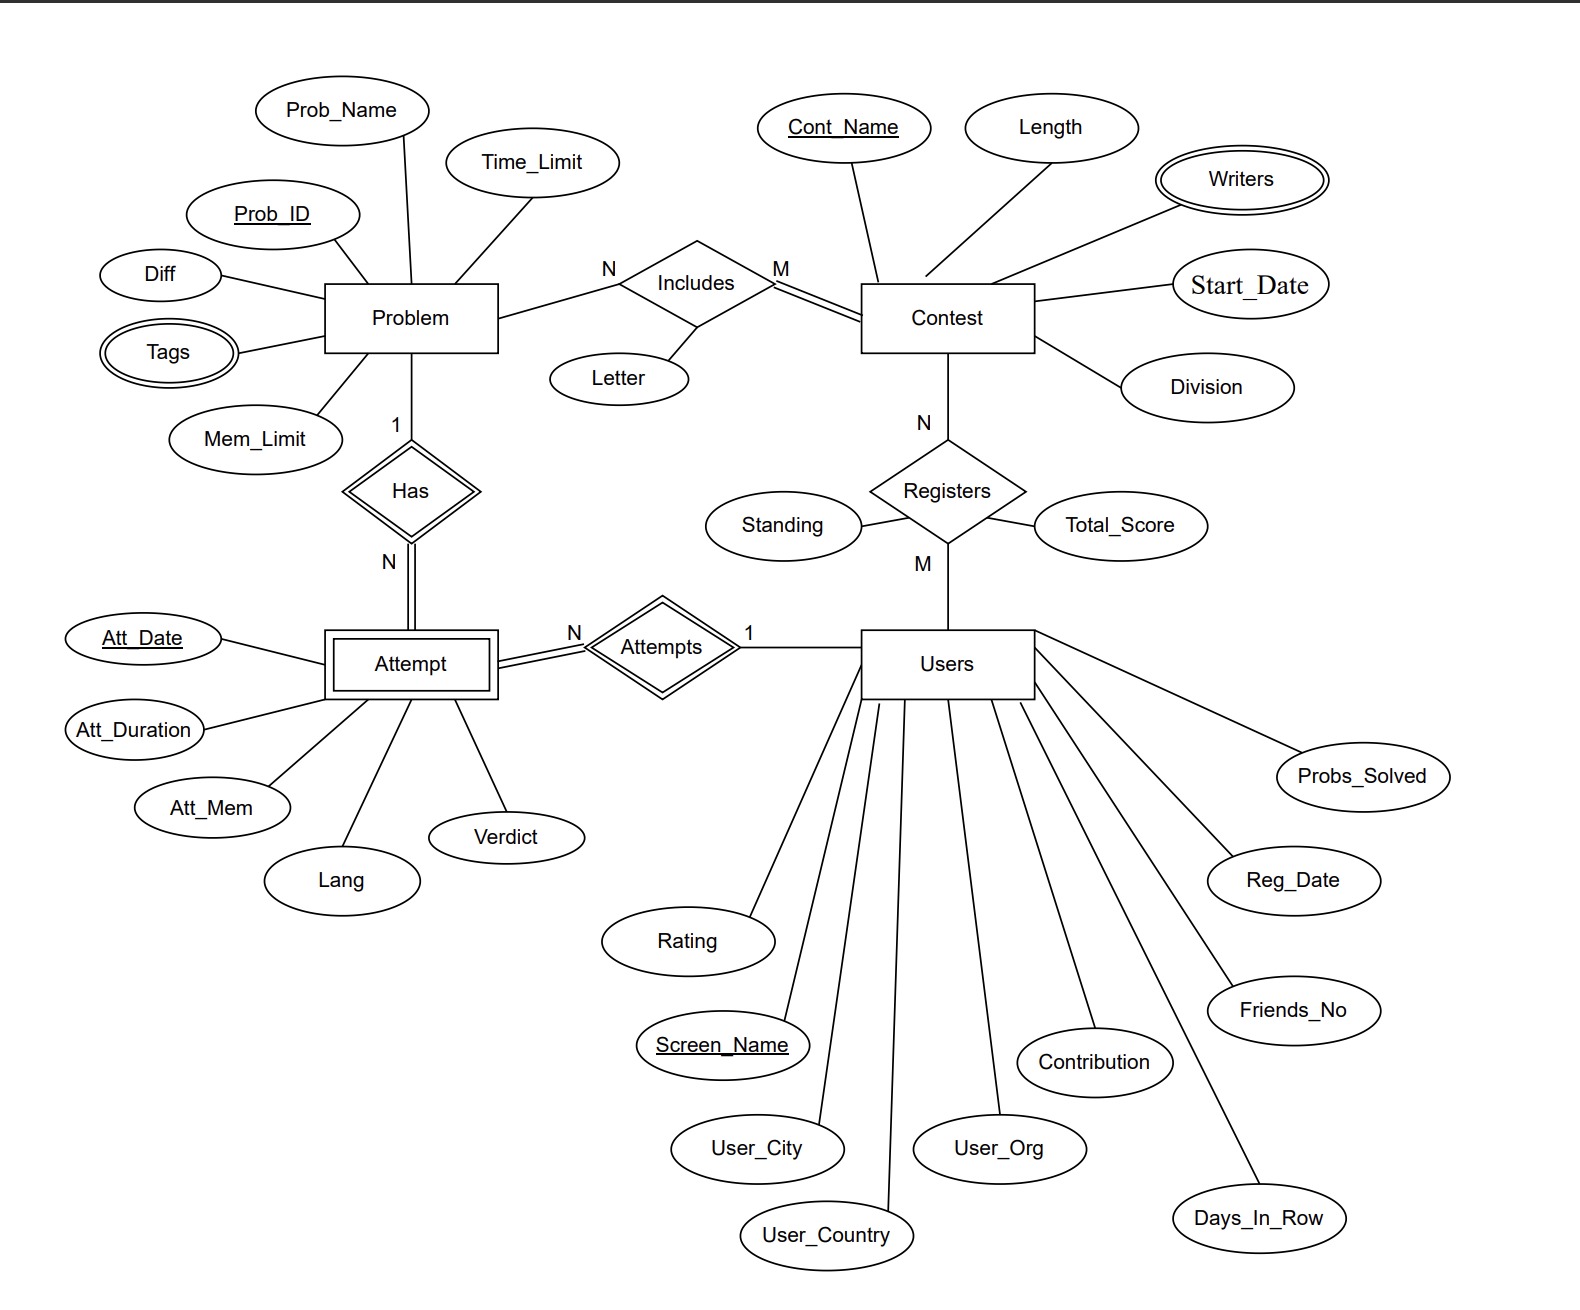 Prob_Name
Cont_Name
Length
Time_Limit
Writers
Prob_ID
Diff
N
M
Includes
Start_Date
Problem
Contest
Tags
Letter
Division
1
N
Mem_Limit
Has
Registers
Standing
Total_Score
N
M
Att_Date
N
Attempts
1
Attempt
Users
Att_Duration
Probs_Solved
Att_Mem
Verdict
Lang
Reg_Date
Rating
Friends_No
Screen_Name
Contribution
User_City
User_Org
Days_In_Row
User_Country